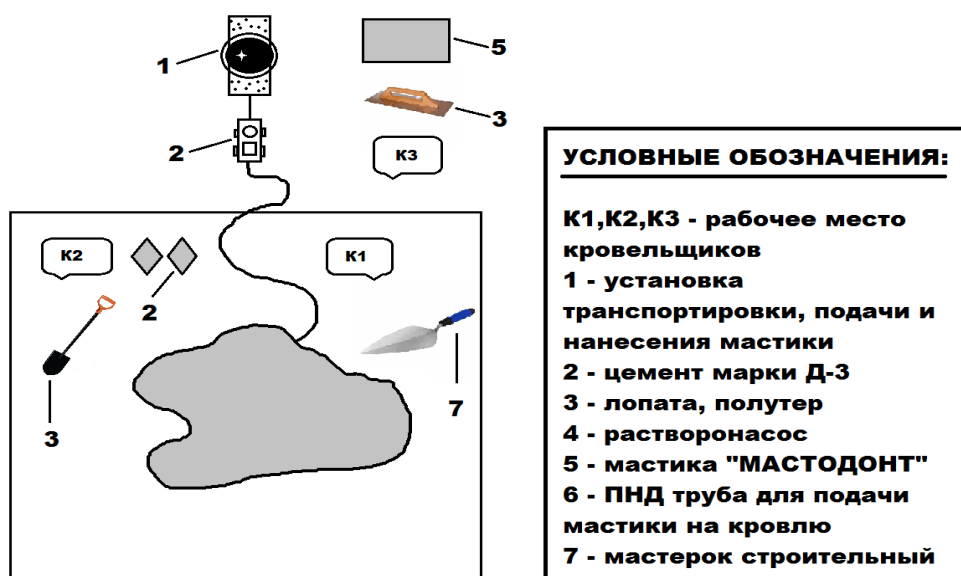 1
5
3
2
К3
К2
К1
2
3
7
УСЛОВНЫЕ ОБОЗНАЧЕНИЯ:
К1,К2,К3 - рабочее место
кровельщиков
1 - установка
транспортировки, подачи и
нанесения мастики
2 - цемент марки Д-3
3 - лопата, полутер
4 - растворонасос
5 - мастика "МАСТОДОНТ"
6 - ПНД труба для подачи
мастики на кровлю
7 - мастерок строительный